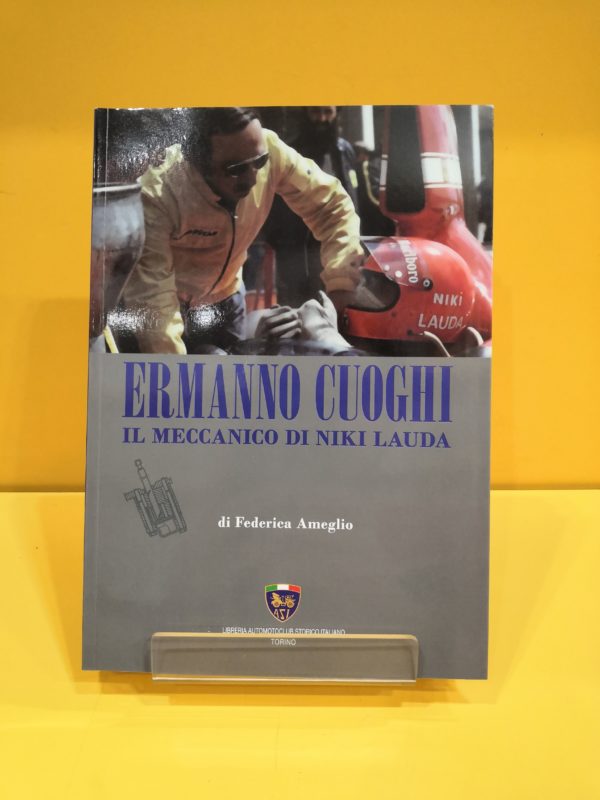 Marlboro
NIKI
LAUDA
ERMANNO CUOGHI
IL MECCANICO DI NIKI LAUDA
di Federica Ameglio
ASI
LIBRERIA AUTOMOTOCLUB STORICO ITALIANO
TORINO